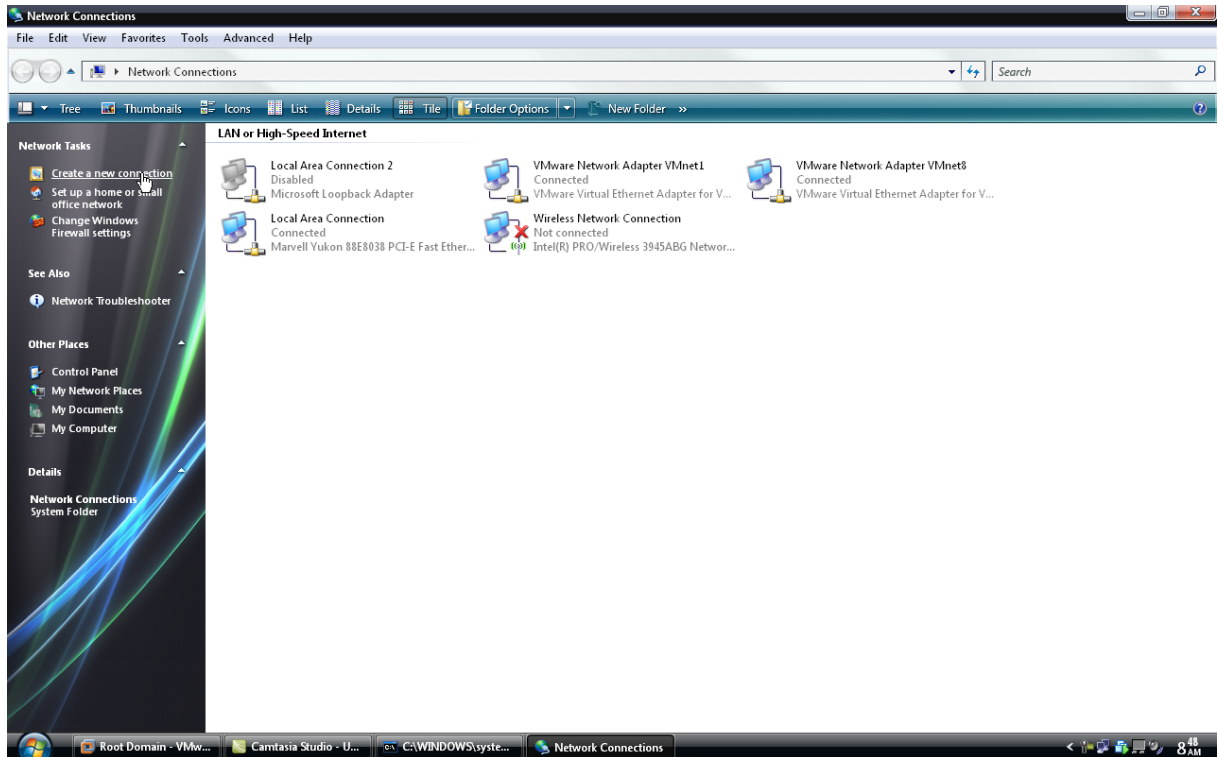 Network Connections
File Edit View Favorites Tools Advanced Help
Network Connections
Search
Tree Thumbnails Icons List Details Tile Folder Options New Folder »
Network Tasks
Create a new connection
Set up a home or small
office network
Change Windows
Firewall settings
See Also
Network Troubleshooter
Other Places
Control Panel
My Network Places
My Documents
My Computer
Details
Network Connections
System Folder
LAN or High-Speed Internet
Local Area Connection 2
Disabled
Microsoft Loopback Adapter
VMware Network Adapter VMnet1
Connected
VMware Virtual Ethernet Adapter for V...
VMware Network Adapter VMnet8
Connected
VMware Virtual Ethernet Adapter for V...
Local Area Connection
Connected
Marvell Yukon 88E8038 PCI-E Fast Ether...
Wireless Network Connection
Not connected
Intel(R) PRO/Wireless 3945ABG Networ...
Root Domain - VMw... Camtasia Studio - U... C:\WINDOWS\syste... Network Connections 8 48 AM